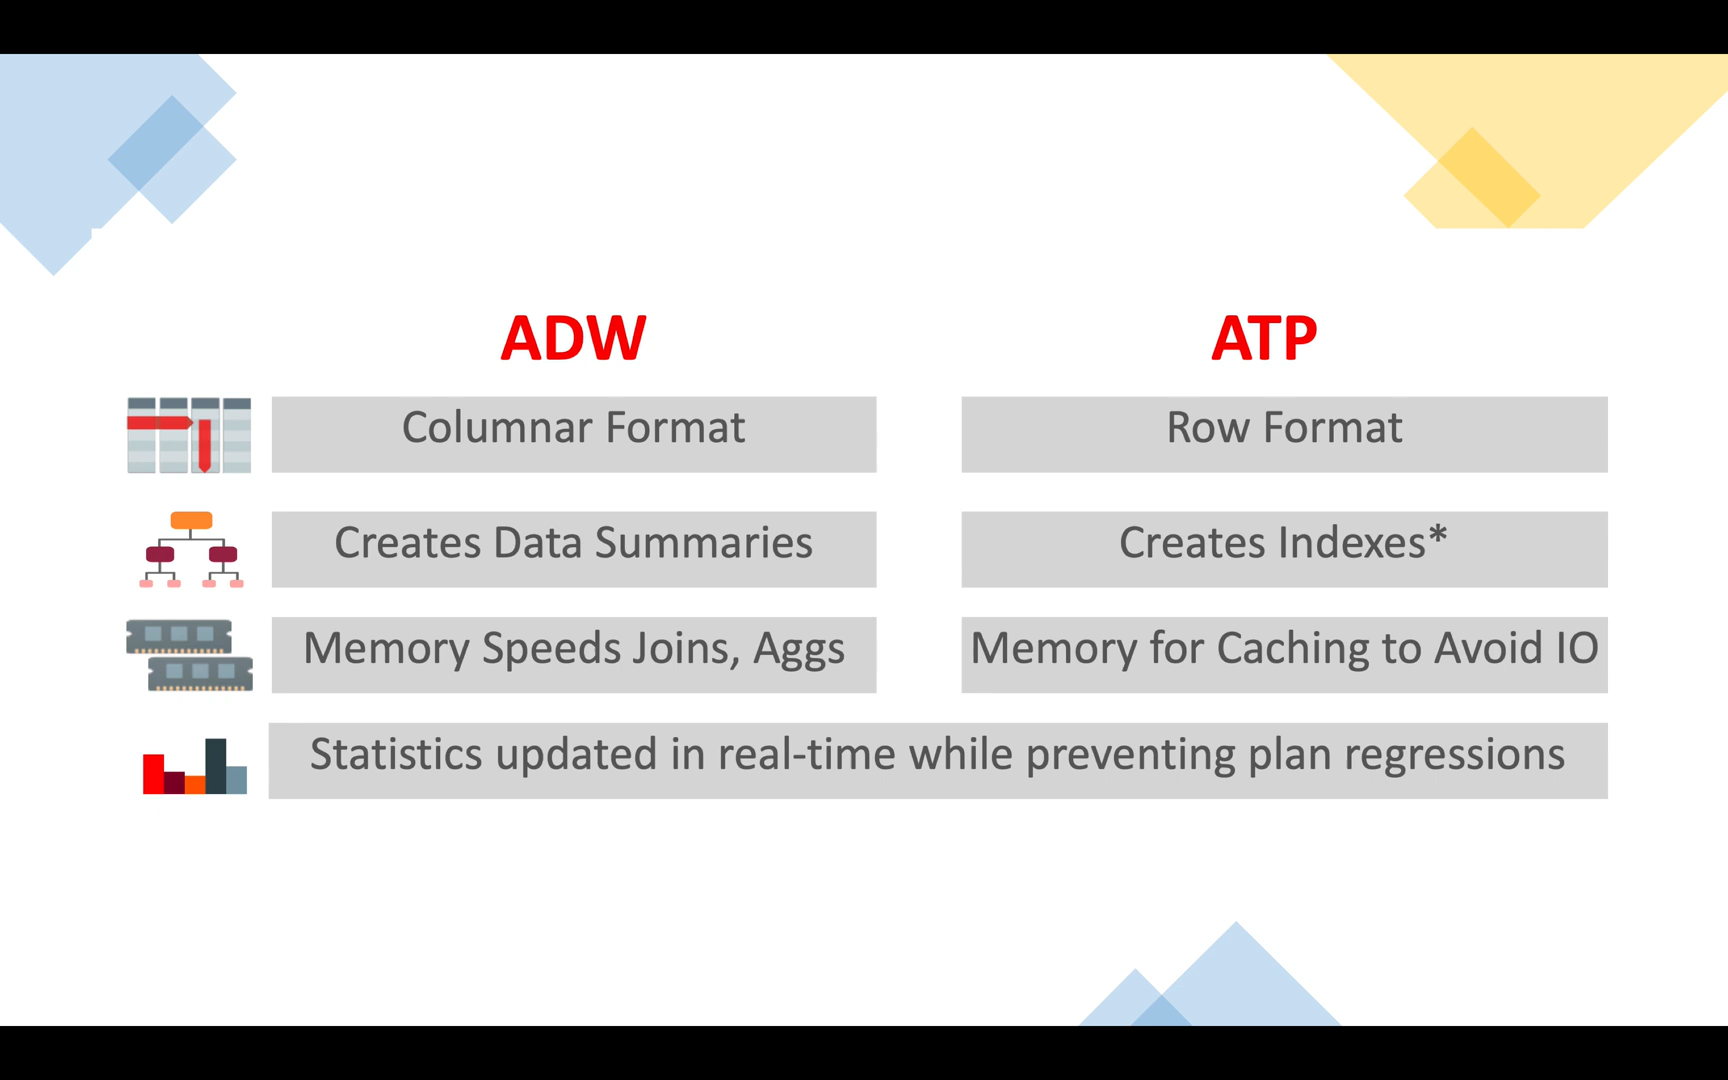 ADW
ATP
Columnar Format
Row Format
Creates Data Summaries
Creates Indexes*
Memory Speeds Joins, Aggs
Memory for Caching to Avoid IO
Statistics updated in real-time while preventing plan regressions